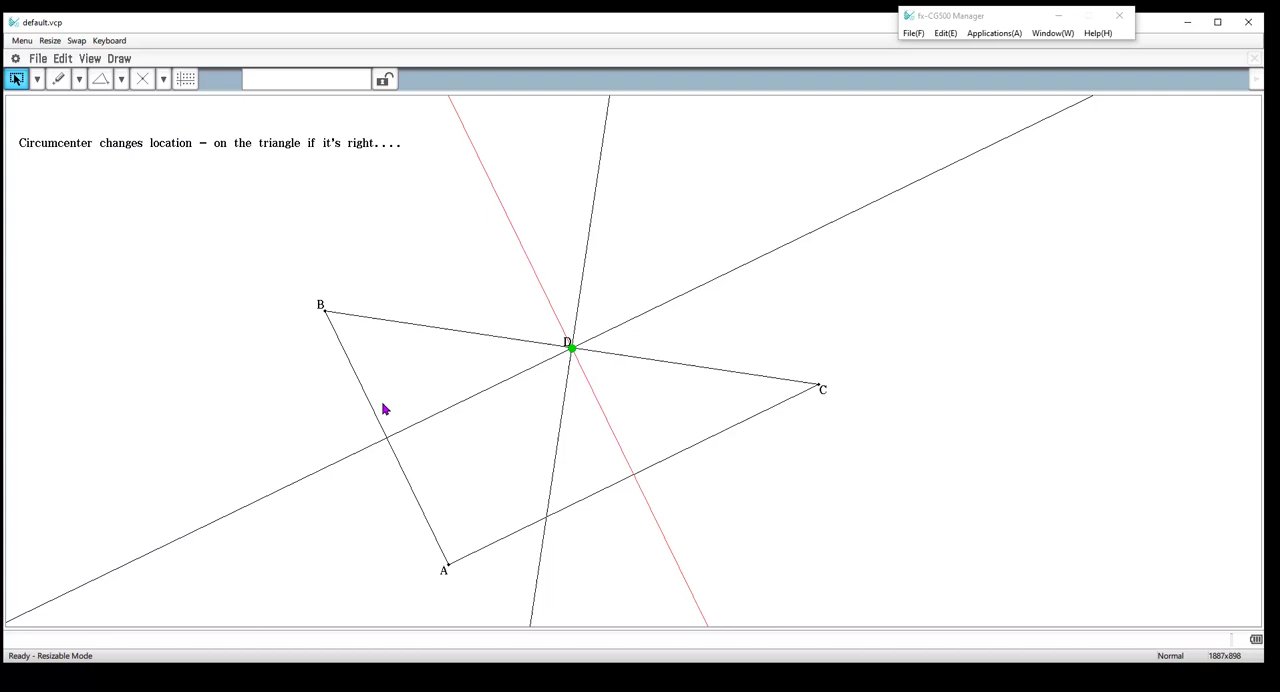 default.vcp
fx-CG500 Manager
File(F) Edit(E) Applications(A) Window(W) Help(H)
Menu Resize Swap Keyboard
File Edit View Draw
Circumcenter changes location - on the triangle if it's right....
B
D
C
A
Ready - Resizable Mode
Normal 1887x898